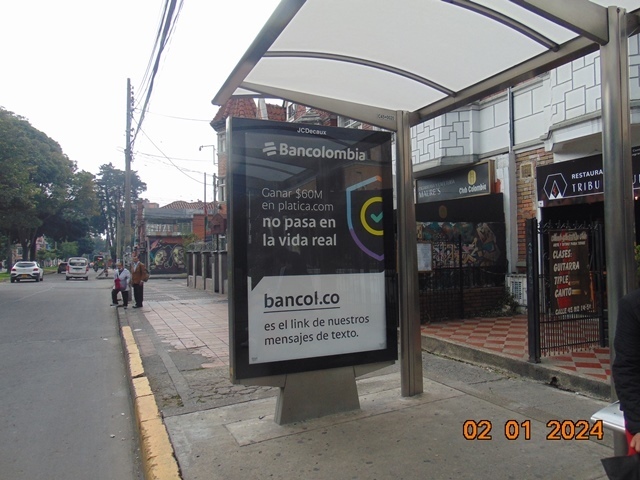 JCDecaux
Bancolombia
Ganar $60M
en platica.com
no pasa en
la vida real
bancol.co
es el link de nuestros
mensajes de texto.
Club Colombia
RESTAURA
TRIBU
CLASES
GUITARRA
TIPLE
CANTO
02 01 2024